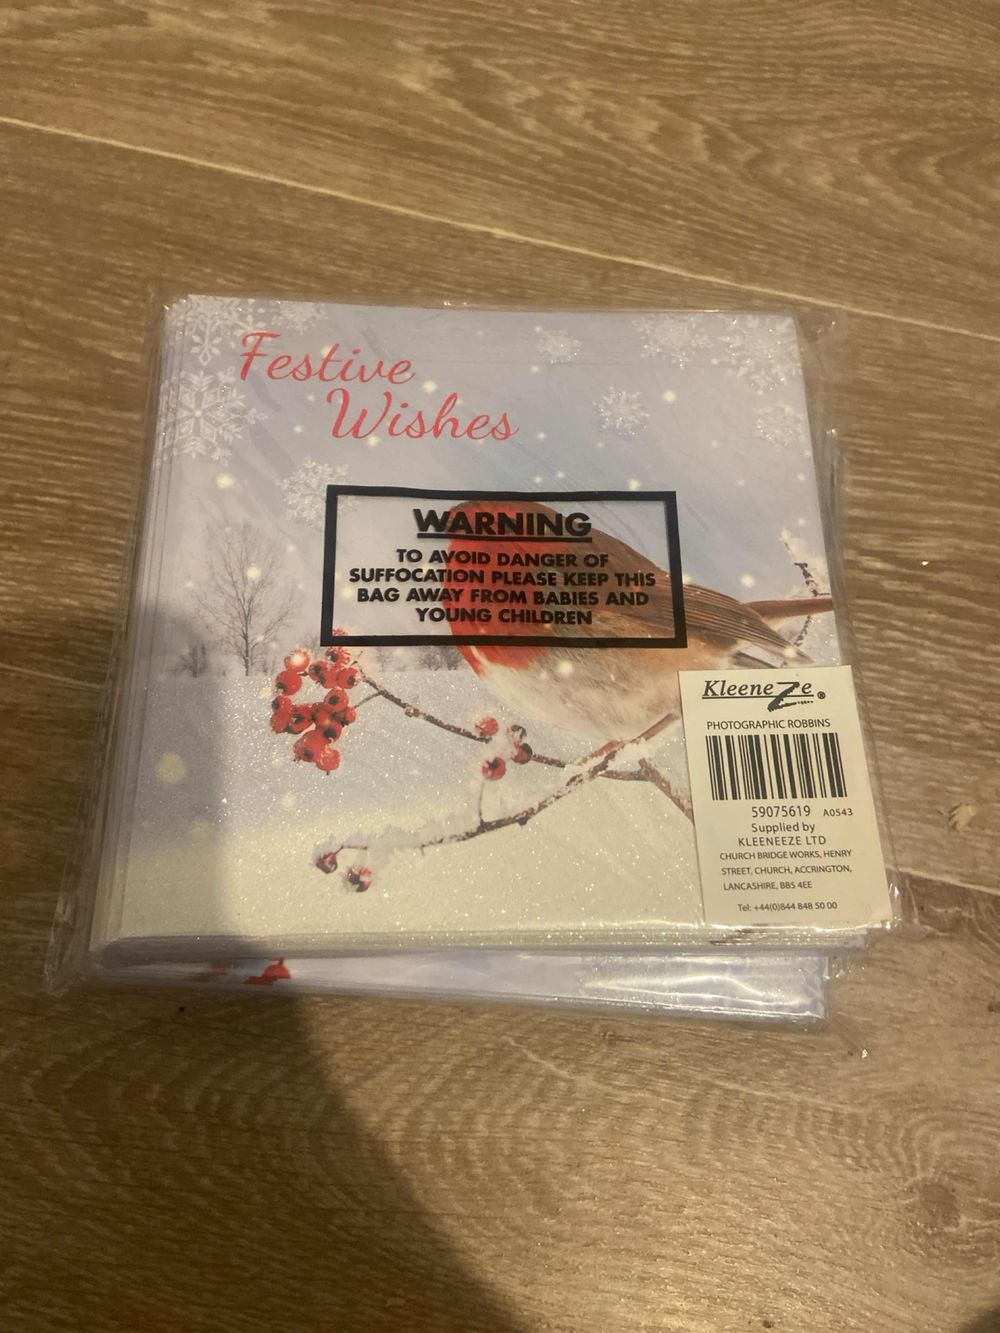 Festive
Wishes
WARNING
TO AVOID DANGER OF
SUFFOCATION PLEASE KEEP THIS
BAG AWAY FROM BABIES AND
YOUNG CHILDREN
KleeneZe®
PHOTOGRAPHIC ROBBINS
59075619 A0543
Supplied by
KLEENEEZE LTD
CHURCH BRIDGE WORKS, HENRY
STREET, CHURCH, ACCRINGTON,
LANCASHIRE, BB5 4EE
Tel: +44(0)844 848 50 00